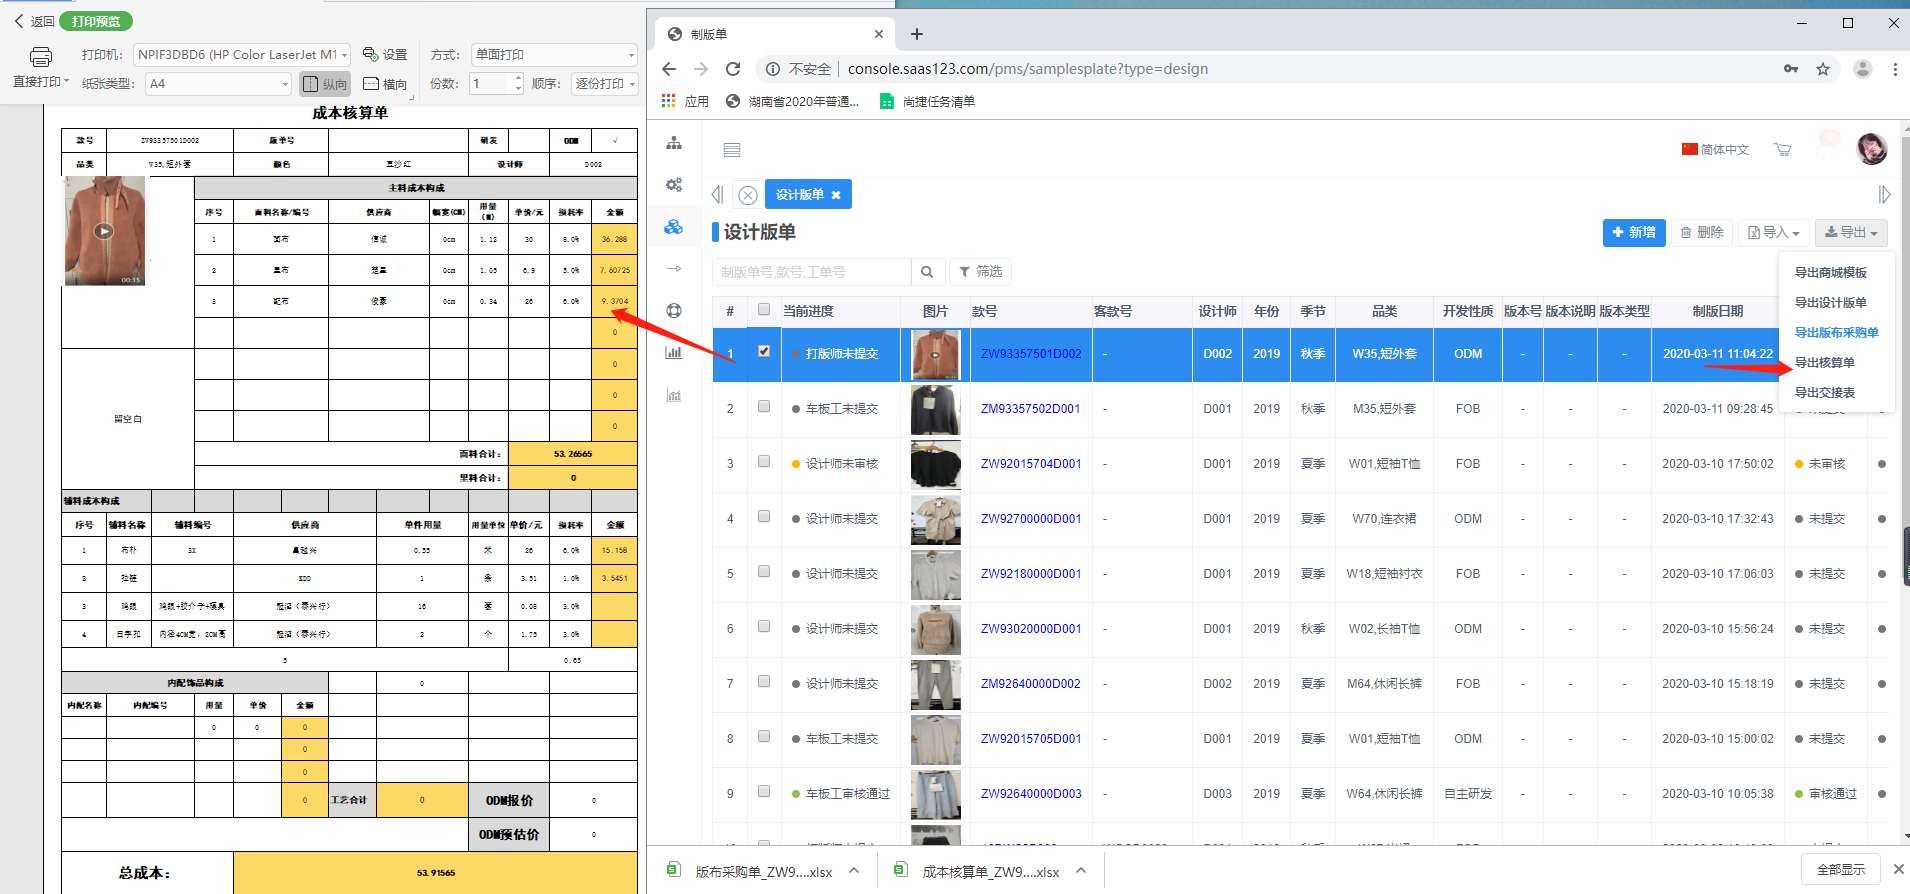 返回 打印预览
直接打印
打印机： NPIF3DBD6 (HP Color LaserJet M1
设置
方式： 单面打印
纸张类型： A4
纵向
横向
份数： 1
顺序： 逐份打印
成本核算单
款号 ZW93357501D002 版单号 研发 ODM √
品类 W35,短外套 颜色 豆沙红 设计师 D002
主料成本构成
序号 面料名称/编号 供应商 幅宽(CM) 用量(M) 单价/元 损耗率 金额
1 面布 信诚 0cm 1.12 30 8.0% 36.288
2 里布 0cm 1.05 6.9 5.0% 7.60725
3 配布 俊豪 0cm 0.34 26 6.0% 9.3704
0
0
0
0
00:15
留空白
面料合计： 53.26565
里料合计： 0
辅料成本构成
序号 辅料名称 辅料编号 供应商 单件用量 用量单位 单价/元 损耗率 金额
1 布朴 3X 0.55 米 26 6.0% 15.158
2 拉链 KDD 1 条 3.51 1.0% 3.5451
3 鸡眼 鸡眼+胶介子+模具 冠滔（泰兴行） 16 套 0.08 3.0%
4 日字扣 内径4CM宽，2CM高 冠滔（泰兴行） 2 个 1.75 3.0%
5 0.65
内配饰品构成 0
内配名称 内配编号 用量 单价 金额
0 0 0
0
0
0 工艺合计 0 ODM报价 0
ODM预估价 0
总成本： 53.91565
制版单
不安全 console.saas123.com/pms/samplesplate?type=design
应用 湖南省2020年普通... 尚捷任务清单
简体中文 1
设计版单
设计版单
新增 删除 导入 导出
制版单号,款号,工单号 筛选
导出商城模板
导出设计版单
导出版布采购单
导出核算单
导出交接表
# 当前进度 图片 款号 客款号 设计师 年份 季节 品类 开发性质 版本号 版本说明 版本类型 制版日期
1 打版师未提交 ZW93357501D002 - D002 2019 秋季 W35,短外套 ODM - - - 2020-03-11 11:04:22
2 车板工未提交 ZM93357502D001 - D001 2019 秋季 M35,短外套 FOB - - - 2020-03-11 09:28:45
3 设计师未审核 ZW92015704D001 - D001 2019 夏季 W01,短袖T恤 FOB - - - 2020-03-10 17:50:02 未审核
4 设计师未提交 ZW92700000D001 - D001 2019 夏季 W70,连衣裙 ODM - - - 2020-03-10 17:32:43 未提交
5 设计师未提交 ZW92180000D001 - D001 2019 夏季 W18,短袖衬衣 FOB - - - 2020-03-10 17:06:03 未提交
6 设计师未提交 ZW93020000D001 - D001 2019 秋季 W02,长袖T恤 ODM - - - 2020-03-10 15:56:24 未提交
7 设计师未提交 ZM92640000D002 - D002 2019 夏季 M64,休闲长裤 FOB - - - 2020-03-10 15:18:19 未提交
8 车板工未提交 ZW92015705D001 - D001 2019 夏季 W01,短袖T恤 ODM - - - 2020-03-10 15:00:02 未提交
9 车板工审核通过 ZW92640000D003 - D003 2019 夏季 W64,休闲长裤 自主研发 - - - 2020-03-10 10:05:38 审核通过
版布采购单_ZW9....xlsx 成本核算单_ZW9....xlsx 全部显示